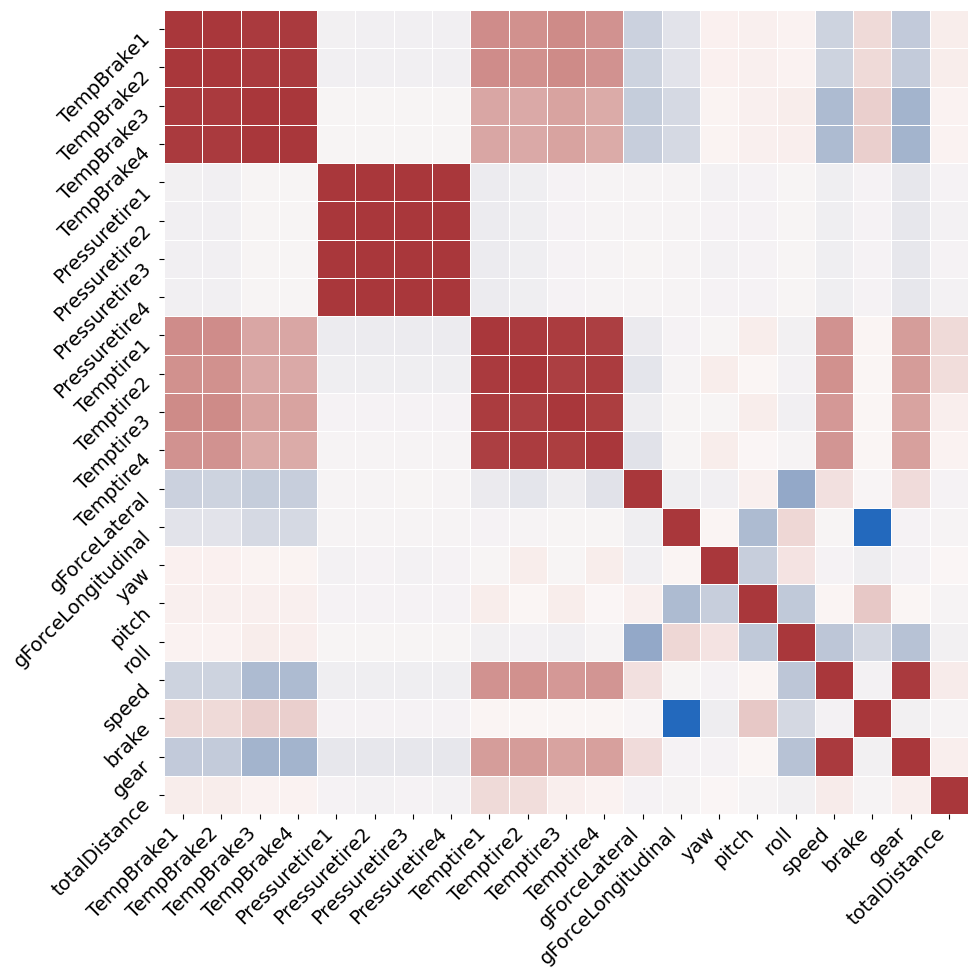 TempBrake1
TempBrake2
TempBrake3
TempBrake4
Pressuretire1
Pressuretire2
Pressuretire3
Pressuretire4
Temptire1
Temptire2
Temptire3
Temptire4
gForceLateral
gForceLongitudinal
yaw
pitch
roll
speed
brake
gear
totalDistance
TempBrake1
TempBrake2
TempBrake3
TempBrake4
Pressuretire1
Pressuretire2
Pressuretire3
Pressuretire4
Temptire1
Temptire2
Temptire3
Temptire4
gForceLateral
gForceLongitudinal
yaw
pitch
roll
speed
brake
gear
totalDistance